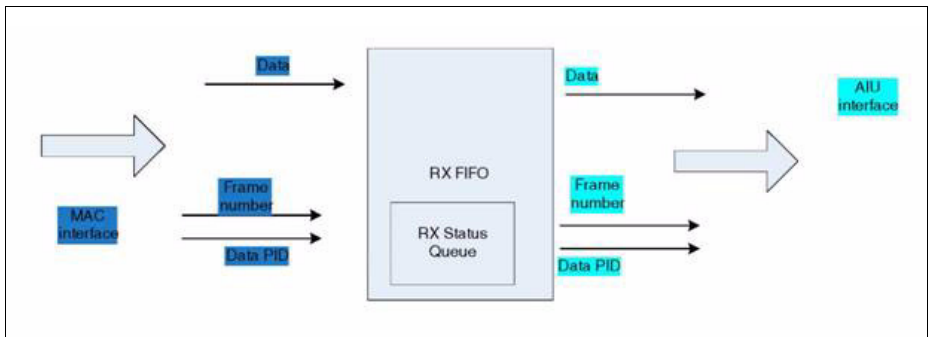 Data
Data
AIU
interface
RX FIFO
Frame
number
Frame
number
MAC
interface
RX Status
Queue
Data PID
Data PID